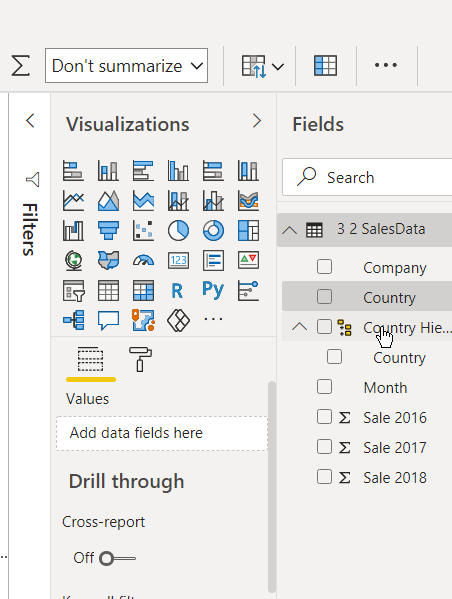 Don't summarize
Filters
Visualizations
123
R
Py
Values
Add data fields here
Drill through
Cross-report
Off
Fields
Search
3 2 SalesData
Company
Country
Country Hie...
Country
Month
Sale 2016
Sale 2017
Sale 2018